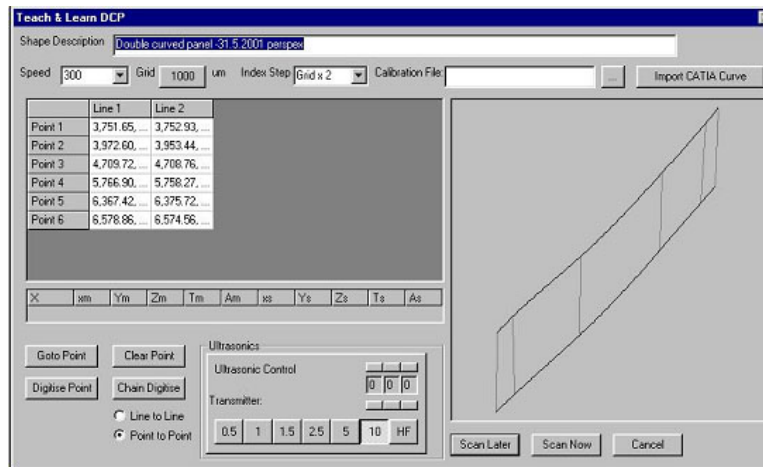 Teach & Learn DCP
Shape Description Double curved panel -31.5.2001 perspex
Speed 300 Grid 1000 um Index Step Grid x 2 Calibration File: ... Import CATIA Curve
Line 1 Line 2
Point 1 3,751.65, ... 3,752.93, ...
Point 2 3,972.60, ... 3,953.44, ...
Point 3 4,709.72, ... 4,708.76, ...
Point 4 5,766.90, ... 5,758.27, ...
Point 5 6,367.42, ... 6,375.72, ...
Point 6 6,578.86, ... 6,574.56, ...
X xm Ym Zm Tm Am xs Ys Zs Ts As
Goto Point Clear Point
Digitise Point Chain Digitise
Line to Line
Point to Point
Ultrasonics
Ultrasonic Control
0 0 0
Transmitter:
0.5 1 1.5 2.5 5 10 HF
Scan Later Scan Now Cancel